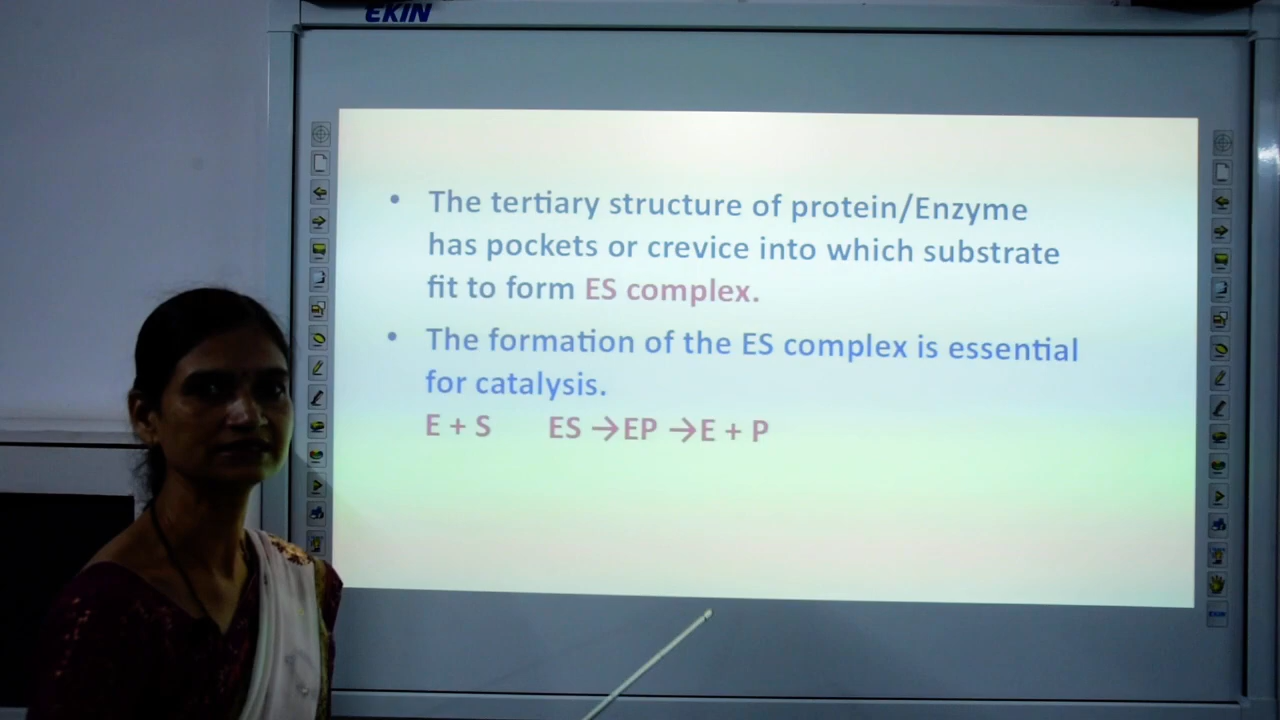 EKIN
• The tertiary structure of protein/Enzyme
has pockets or crevice into which substrate
fit to form ES complex.
• The formation of the ES complex is essential
for catalysis.
E + S ES →EP →E + P